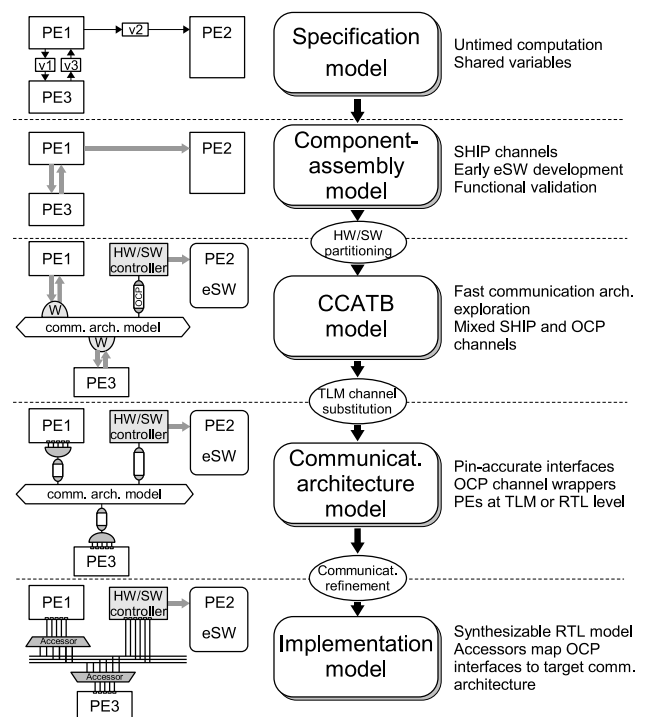 PE1
v2
PE2
v1
v3
PE3
Specification
model
Untimed computation
Shared variables
PE1
PE2
PE3
Component-
assembly
model
SHIP channels
Early eSW development
Functional validation
HW/SW
partitioning
PE1
HW/SW
controller
PE2
eSW
OCP
W
comm. arch. model
W
PE3
CCATB
model
Fast communication arch.
exploration
Mixed SHIP and OCP
channels
TLM channel
substitution
PE1
HW/SW
controller
PE2
eSW
comm. arch. model
PE3
Communicat.
architecture
model
Pin-accurate interfaces
OCP channel wrappers
PEs at TLM or RTL level
Communicat.
refinement
PE1
HW/SW
controller
PE2
eSW
Accessor
Accessor
PE3
Implementation
model
Synthesizable RTL model
Accessors map OCP
interfaces to target comm.
architecture